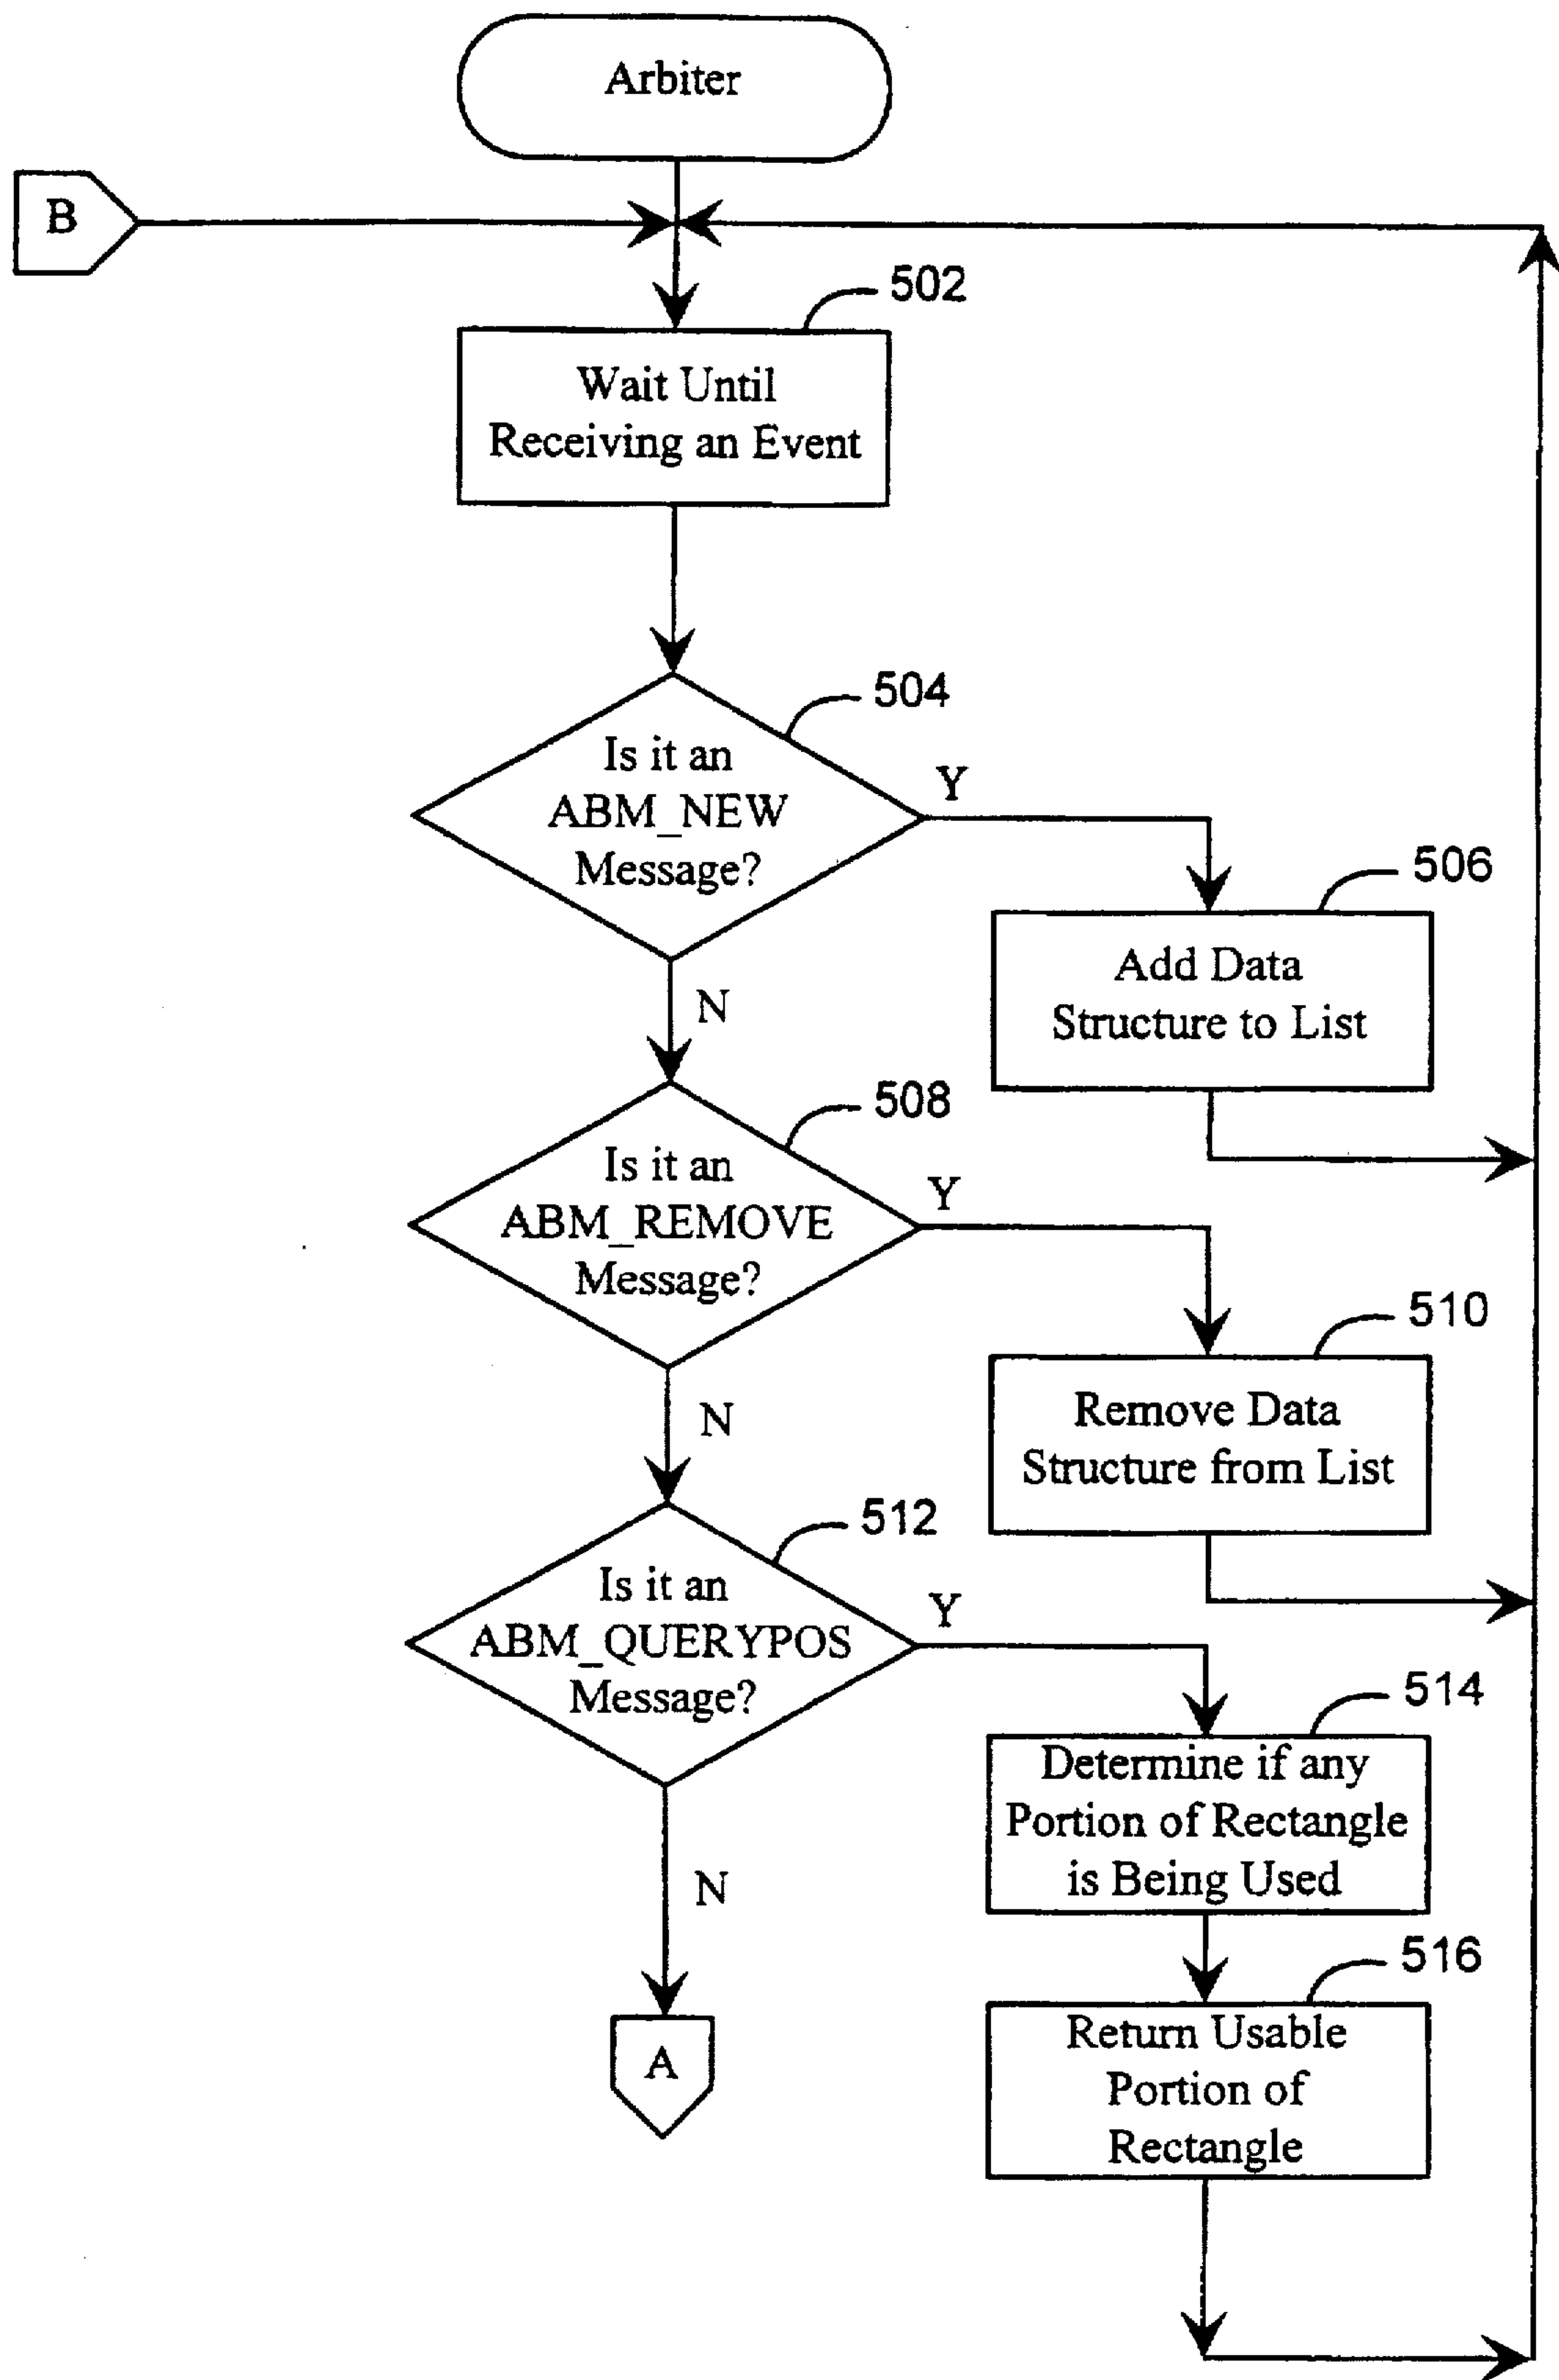 Arbiter
B
502
Wait Until
Receiving an Event
504
Is it an
ABM_NEW
Message?
Y
506
Add Data
Structure to List
N
508
Is it an
ABM_REMOVE
Message?
Y
510
Remove Data
Structure from List
N
512
Is it an
ABM_QUERYPOS
Message?
Y
514
Determine if any
Portion of Rectangle
is Being Used
N
516
Return Usable
Portion of
Rectangle
A